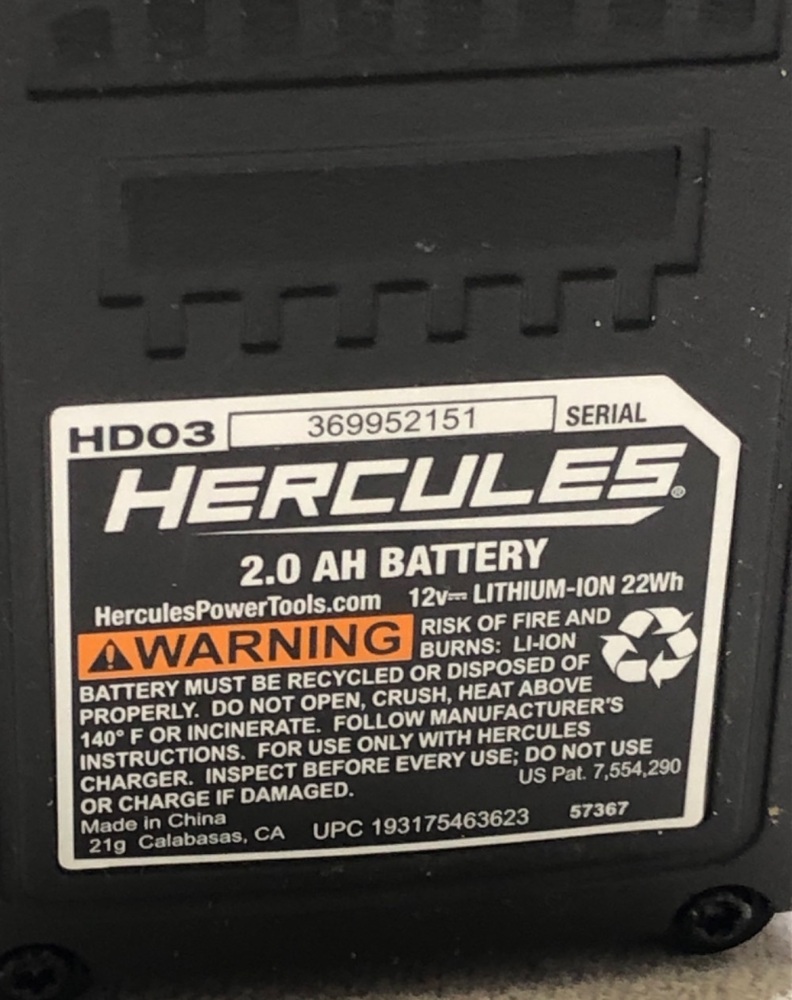 HD03 369952151 SERIAL
HERCULES®
2.0 AH BATTERY
HerculesPowerTools.com 12v⎓ LITHIUM-ION 22Wh
⚠WARNING RISK OF FIRE AND
BURNS: LI-ION
BATTERY MUST BE RECYCLED OR DISPOSED OF
PROPERLY. DO NOT OPEN, CRUSH, HEAT ABOVE
140° F OR INCINERATE. FOLLOW MANUFACTURER'S
INSTRUCTIONS. FOR USE ONLY WITH HERCULES
CHARGER. INSPECT BEFORE EVERY USE; DO NOT USE
OR CHARGE IF DAMAGED. US Pat. 7,554,290
Made in China
21g Calabasas, CA UPC 193175463623 57367